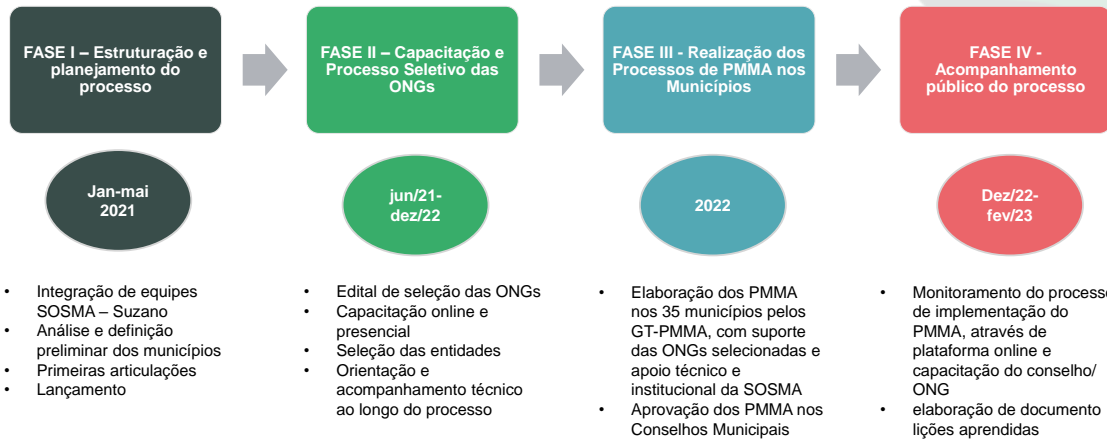 FASE I – Estruturação e
planejamento do
processo
Jan-mai
2021
• Integração de equipes
SOSMA – Suzano
• Análise e definição
preliminar dos municípios
• Primeiras articulações
• Lançamento
FASE II – Capacitação e
Processo Seletivo das
ONGs
jun/21-
dez/22
• Edital de seleção das ONGs
• Capacitação online e
presencial
• Seleção das entidades
• Orientação e
acompanhamento técnico
ao longo do processo
FASE III - Realização dos
Processos de PMMA nos
Municípios
2022
• Elaboração dos PMMA
nos 35 municípios pelos
GT-PMMA, com suporte
das ONGs selecionadas e
apoio técnico e
institucional da SOSMA
• Aprovação dos PMMA nos
Conselhos Municipais
FASE IV -
Acompanhamento
público do processo
Dez/22-
fev/23
• Monitoramento do processo
de implementação do
PMMA, através de
plataforma online e
capacitação do conselho/
ONG
• elaboração de documento
lições aprendidas